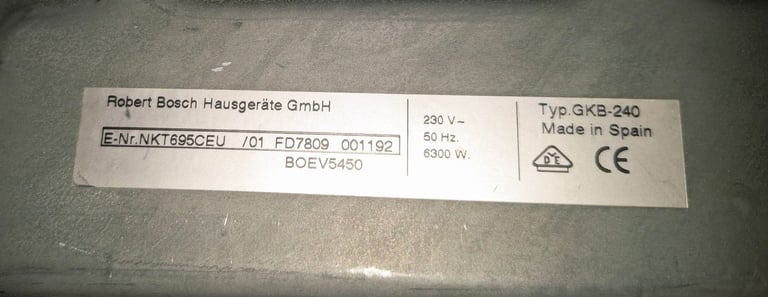 Robert Bosch Hausgeräte GmbH
E-Nr.NKT695CEU /01 FD7809 001192
BOEV5450
230 V~
50 Hz.
6300 W.
Typ.GKB-240
Made in Spain
DVE CE